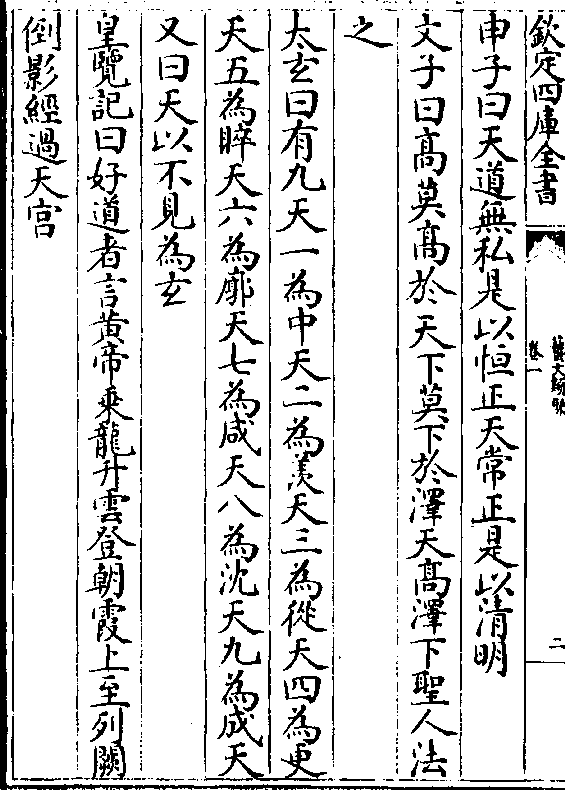 欽定四庫全書
藝文類聚
卷一
二
申子曰天道無私是以恒正天常正是以清明
文子曰高莫高於天下莫下於澤天高澤下聖人法
之
太玄曰有九天一為中天二為羨天三為從天四為更
天五為睟天六為廓天七為咸天八為沈天九為成天
又曰天以不見為玄
皇覽記曰好道者言黃帝乘龍升雲登朝霞上至列闕
倒影經過天宮